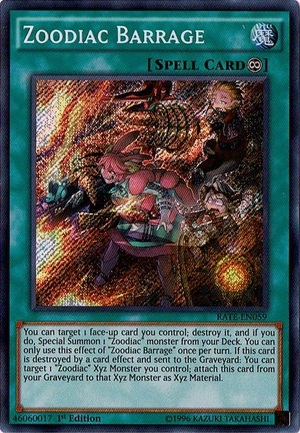 Zoodiac Barrage
[Spell Card]
RATE-EN059
You can target 1 face-up card you control; destroy it, and if you
do, Special Summon 1 "Zoodiac" monster from your Deck. You can
only use this effect of "Zoodiac Barrage" once per turn. If this card
is destroyed by a card effect and sent to the Graveyard: You can
target 1 "Zoodiac" Xyz Monster you control; attach this card
from your Graveyard to that Xyz Monster as Xyz Material.
46060017 1st Edition ©1996 KAZUKI TAKAHASHI